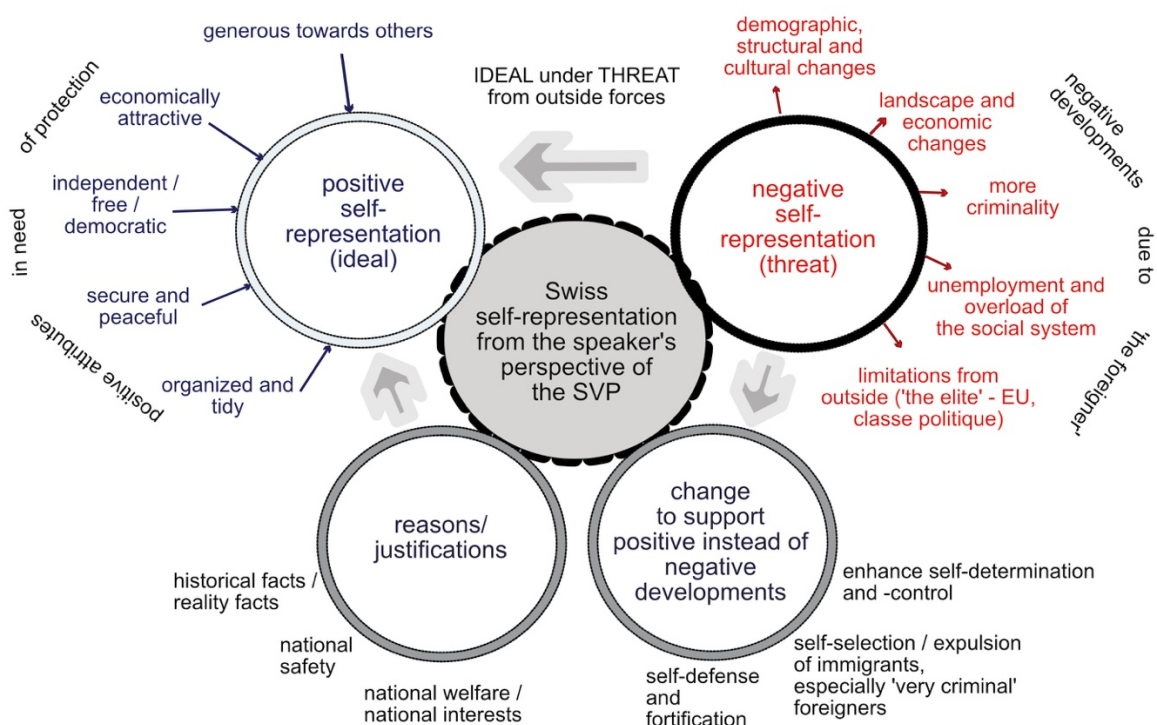 generous towards others
economically
attractive
independent /
free /
democratic
secure and
peaceful
organized and
tidy
positive attributes
in need
of protection
positive
self-
representation
(ideal)
IDEAL under THREAT
from outside forces
demographic,
structural and
cultural changes
landscape and
economic
changes
more
criminality
unemployment and
overload of
the social system
limitations from
outside ('the elite' - EU,
classe politique)
negative
developments
due to
'the foreigner'
negative
self-
representation
(threat)
Swiss
self-representation
from the speaker's
perspective of
the SVP
reasons/
justifications
historical facts /
reality facts
national
safety
national welfare /
national interests
change
to support
positive instead of
negative
developments
enhance self-determination
and -control
self-selection / expulsion
of immigrants,
especially 'very criminal'
foreigners
self-defense
and
fortification